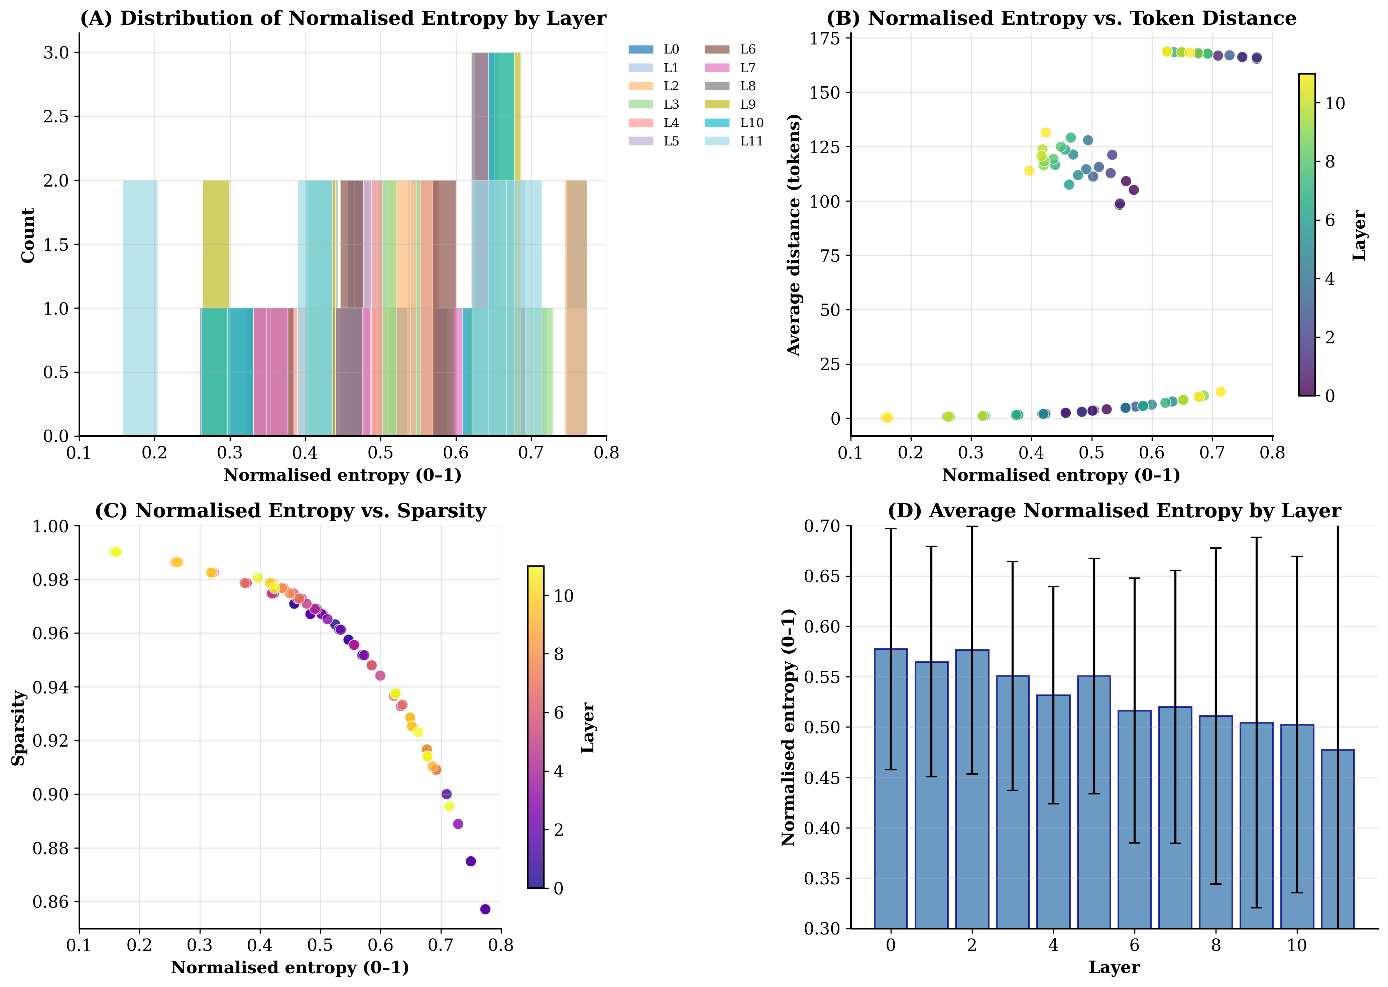 (A) Distribution of Normalised Entropy by Layer
3.0
2.5
2.0
1.5
1.0
0.5
0.0
Count
0.1 0.2 0.3 0.4 0.5 0.6 0.7 0.8
Normalised entropy (0–1)
L0 L6
L1 L7
L2 L8
L3 L9
L4 L10
L5 L11
(B) Normalised Entropy vs. Token Distance
175
150
125
100
75
50
25
0
Average distance (tokens)
0.1 0.2 0.3 0.4 0.5 0.6 0.7 0.8
Normalised entropy (0–1)
10
8
6
4
2
0
Layer
(C) Normalised Entropy vs. Sparsity
1.00
0.98
0.96
0.94
0.92
0.90
0.88
0.86
Sparsity
0.1 0.2 0.3 0.4 0.5 0.6 0.7 0.8
Normalised entropy (0–1)
10
8
6
4
2
0
Layer
(D) Average Normalised Entropy by Layer
0.70
0.65
0.60
0.55
0.50
0.45
0.40
0.35
0.30
Normalised entropy (0–1)
0 2 4 6 8 10
Layer